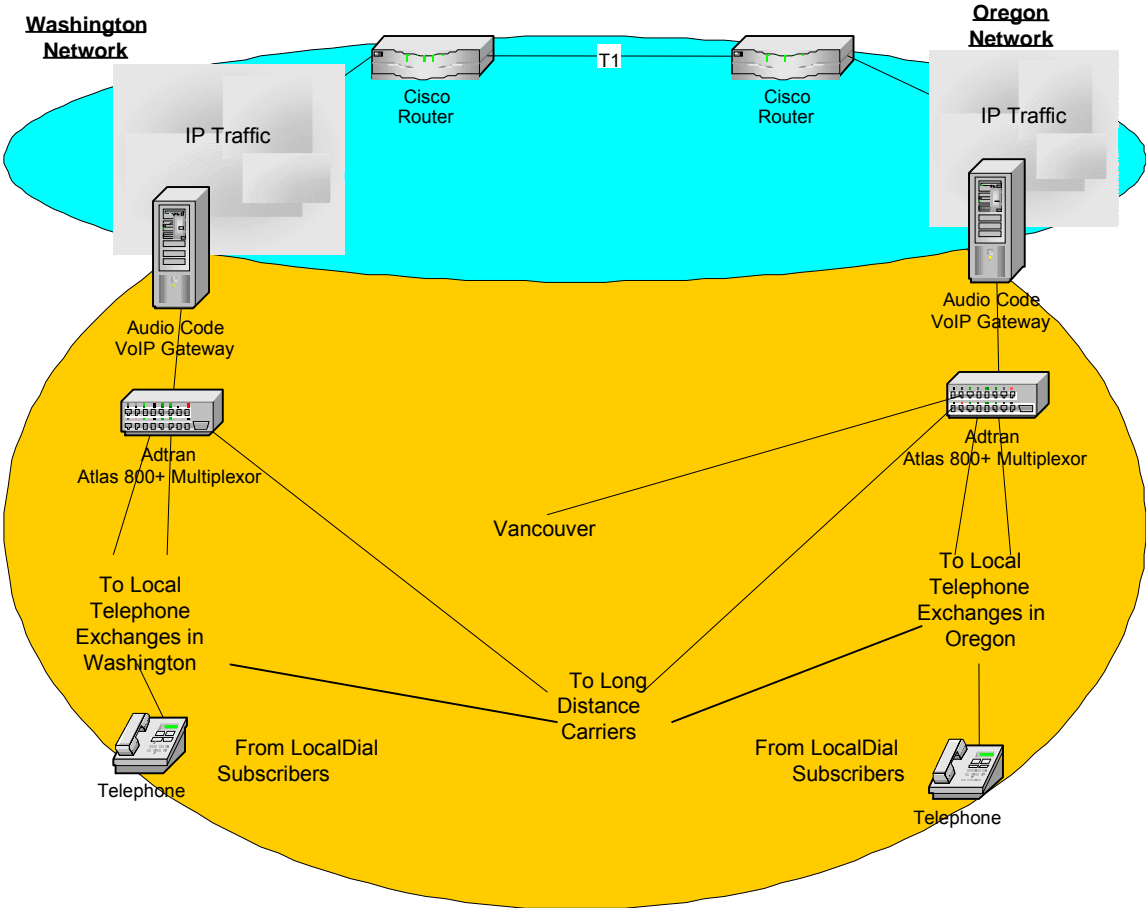 Washington
Network
Oregon
Network
T1
Cisco
Router
Cisco
Router
IP Traffic
IP Traffic
Audio Code
VoIP Gateway
Audio Code
VoIP Gateway
Adtran
Atlas 800+ Multiplexor
Adtran
Atlas 800+ Multiplexor
Vancouver
To Local
Telephone
Exchanges in
Washington
To Local
Telephone
Exchanges in
Oregon
To Long
Distance
Carriers
From LocalDial
Subscribers
From LocalDial
Subscribers
Telephone
Telephone